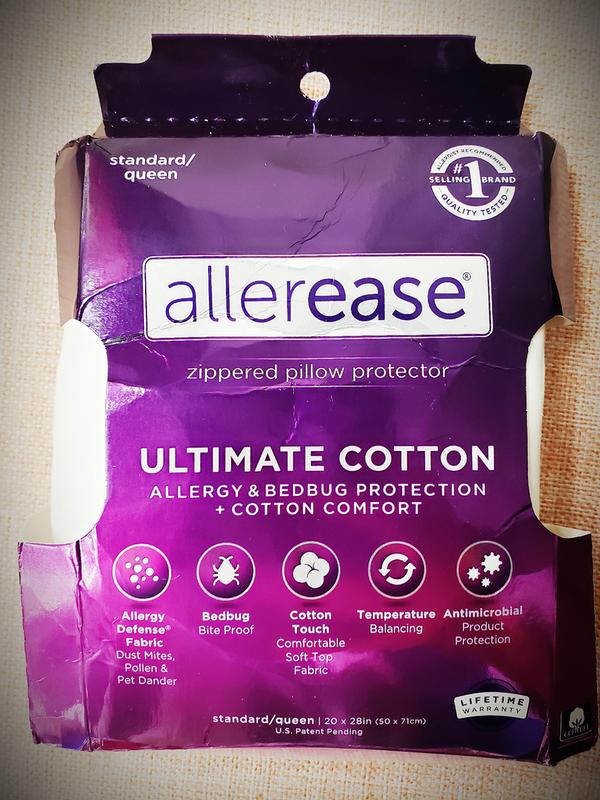 standard/
queen
ALLERGIST RECOMMENDED
#1
SELLING BRAND
QUALITY TESTED
allerease®
zippered pillow protector
ULTIMATE COTTON
ALLERGY & BEDBUG PROTECTION
+ COTTON COMFORT
Allergy
Defense®
Fabric
Dust Mites,
Pollen &
Pet Dander
Bedbug
Bite Proof
Cotton
Touch
Comfortable
Soft Top
Fabric
Temperature
Balancing
Antimicrobial
Product
Protection
LIFETIME
WARRANTY
standard/queen | 20 x 28in (50 x 71cm)
U.S. Patent Pending